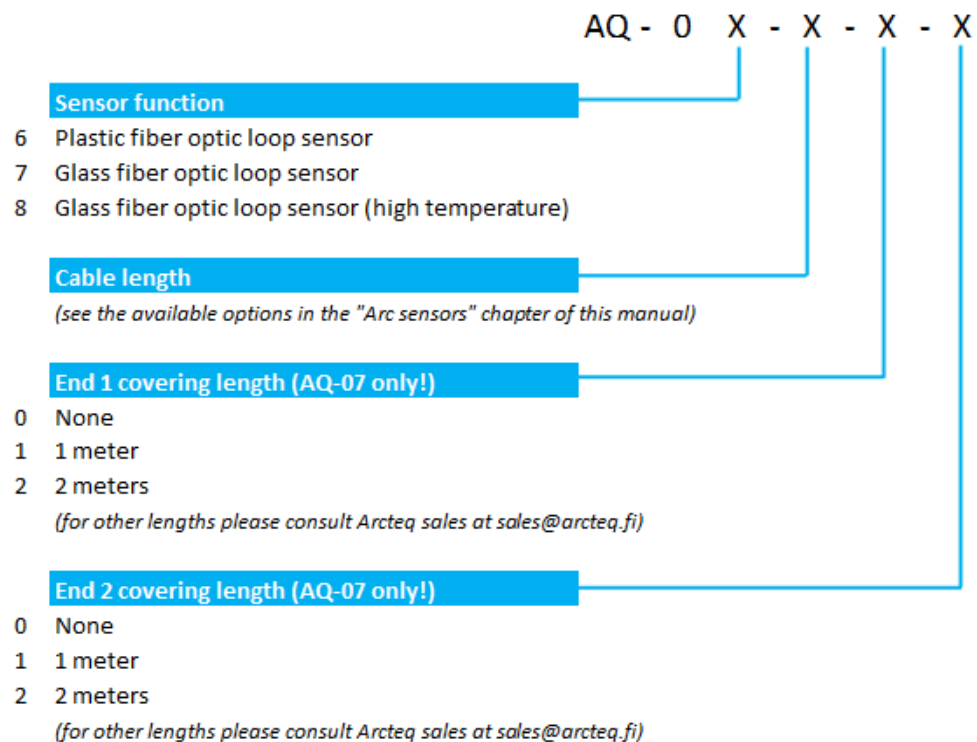 AQ - 0 X - X - X - X
Sensor function
6 Plastic fiber optic loop sensor
7 Glass fiber optic loop sensor
8 Glass fiber optic loop sensor (high temperature)
Cable length
(see the available options in the "Arc sensors" chapter of this manual)
End 1 covering length (AQ-07 only!)
0 None
1 1 meter
2 2 meters
(for other lengths please consult Arcteq sales at sales@arcteq.fi)
End 2 covering length (AQ-07 only!)
0 None
1 1 meter
2 2 meters
(for other lengths please consult Arcteq sales at sales@arcteq.fi)